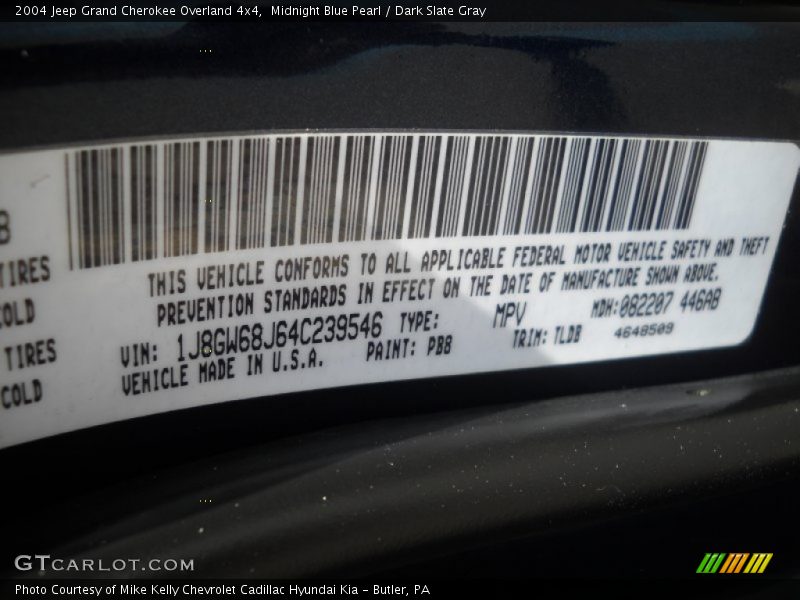 2004 Jeep Grand Cherokee Overland 4x4,  Midnight Blue Pearl / Dark Slate Gray
TIRES
COLD
TIRES
COLD
THIS VEHICLE CONFORMS TO ALL APPLICABLE FEDERAL MOTOR VEHICLE SAFETY AND THEFT
PREVENTION STANDARDS IN EFFECT ON THE DATE OF MANUFACTURE SHOWN ABOVE.
VIN: 1J8GW68J64C239546 TYPE: MPV MDH:082207 446AB
VEHICLE MADE IN U.S.A. PAINT: PB8 TRIM: TLDB 4648509
GTCARLOT.COM
Photo Courtesy of Mike Kelly Chevrolet Cadillac Hyundai Kia – Butler, PA